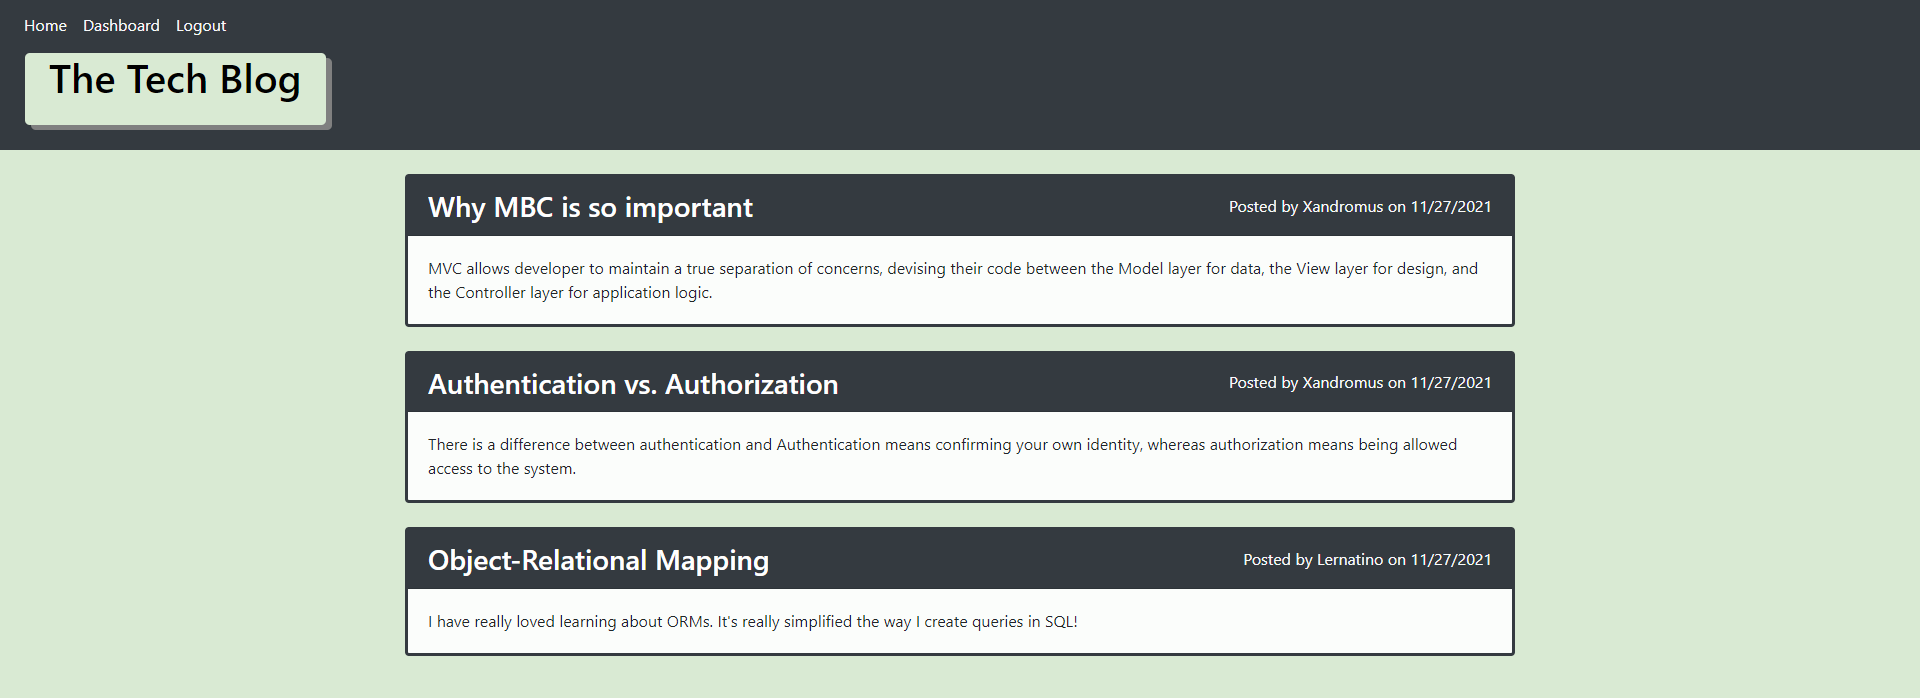 Home Dashboard Logout
The Tech Blog
Why MBC is so important
Posted by Xandromus on 11/27/2021
MVC allows developer to maintain a true separation of concerns, devising their code between the Model layer for data, the View layer for design, and
the Controller layer for application logic.
Authentication vs. Authorization
Posted by Xandromus on 11/27/2021
There is a difference between authentication and Authentication means confirming your own identity, whereas authorization means being allowed
access to the system.
Object-Relational Mapping
Posted by Lernatino on 11/27/2021
I have really loved learning about ORMs. It's really simplified the way I create queries in SQL!